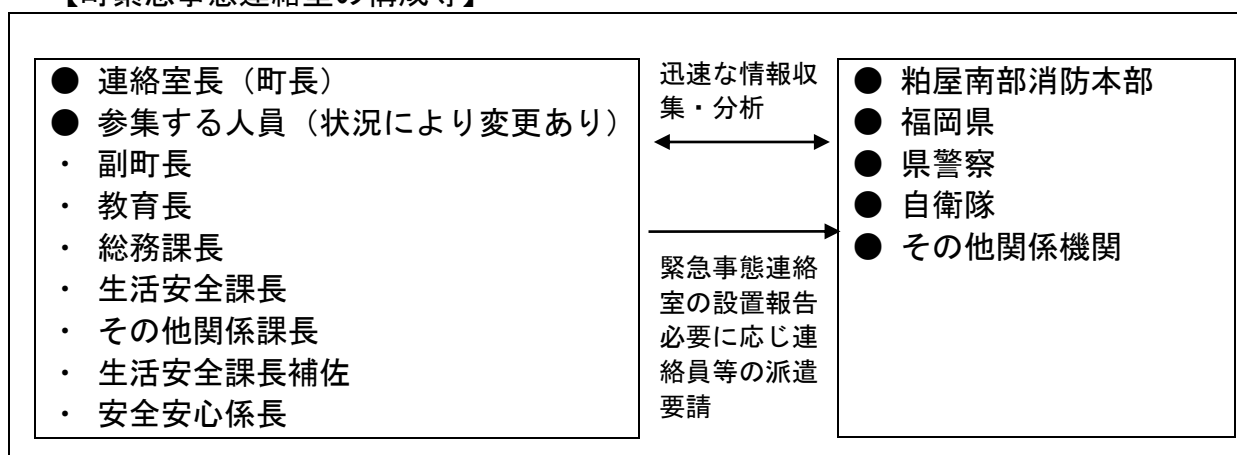 【町緊急事態連絡室の構成等】
● 連絡室長（町長）
● 参集する人員（状況により変更あり）
・ 副町長
・ 教育長
・ 総務課長
・ 生活安全課長
・ その他関係課長
・ 生活安全課長補佐
・ 安全安心係長
迅速な情報収
集・分析
緊急事態連絡
室の設置報告
必要に応じ連
絡員等の派遣
要請
● 粕屋南部消防本部
● 福岡県
● 県警察
● 自衛隊
● その他関係機関